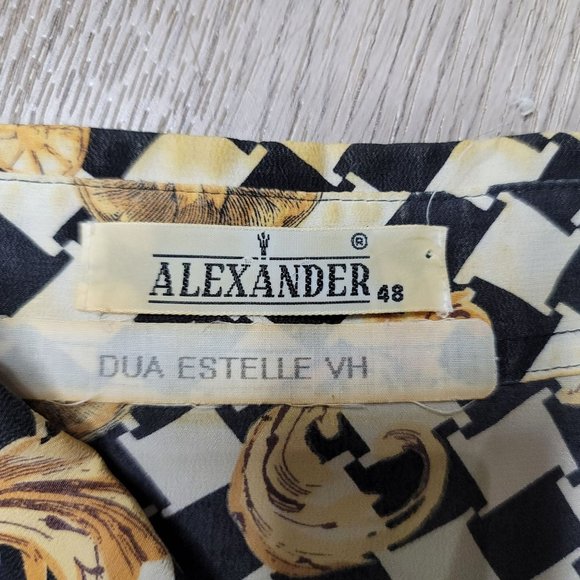 ®
ALEXANDER 48
DUA ESTELLE VH